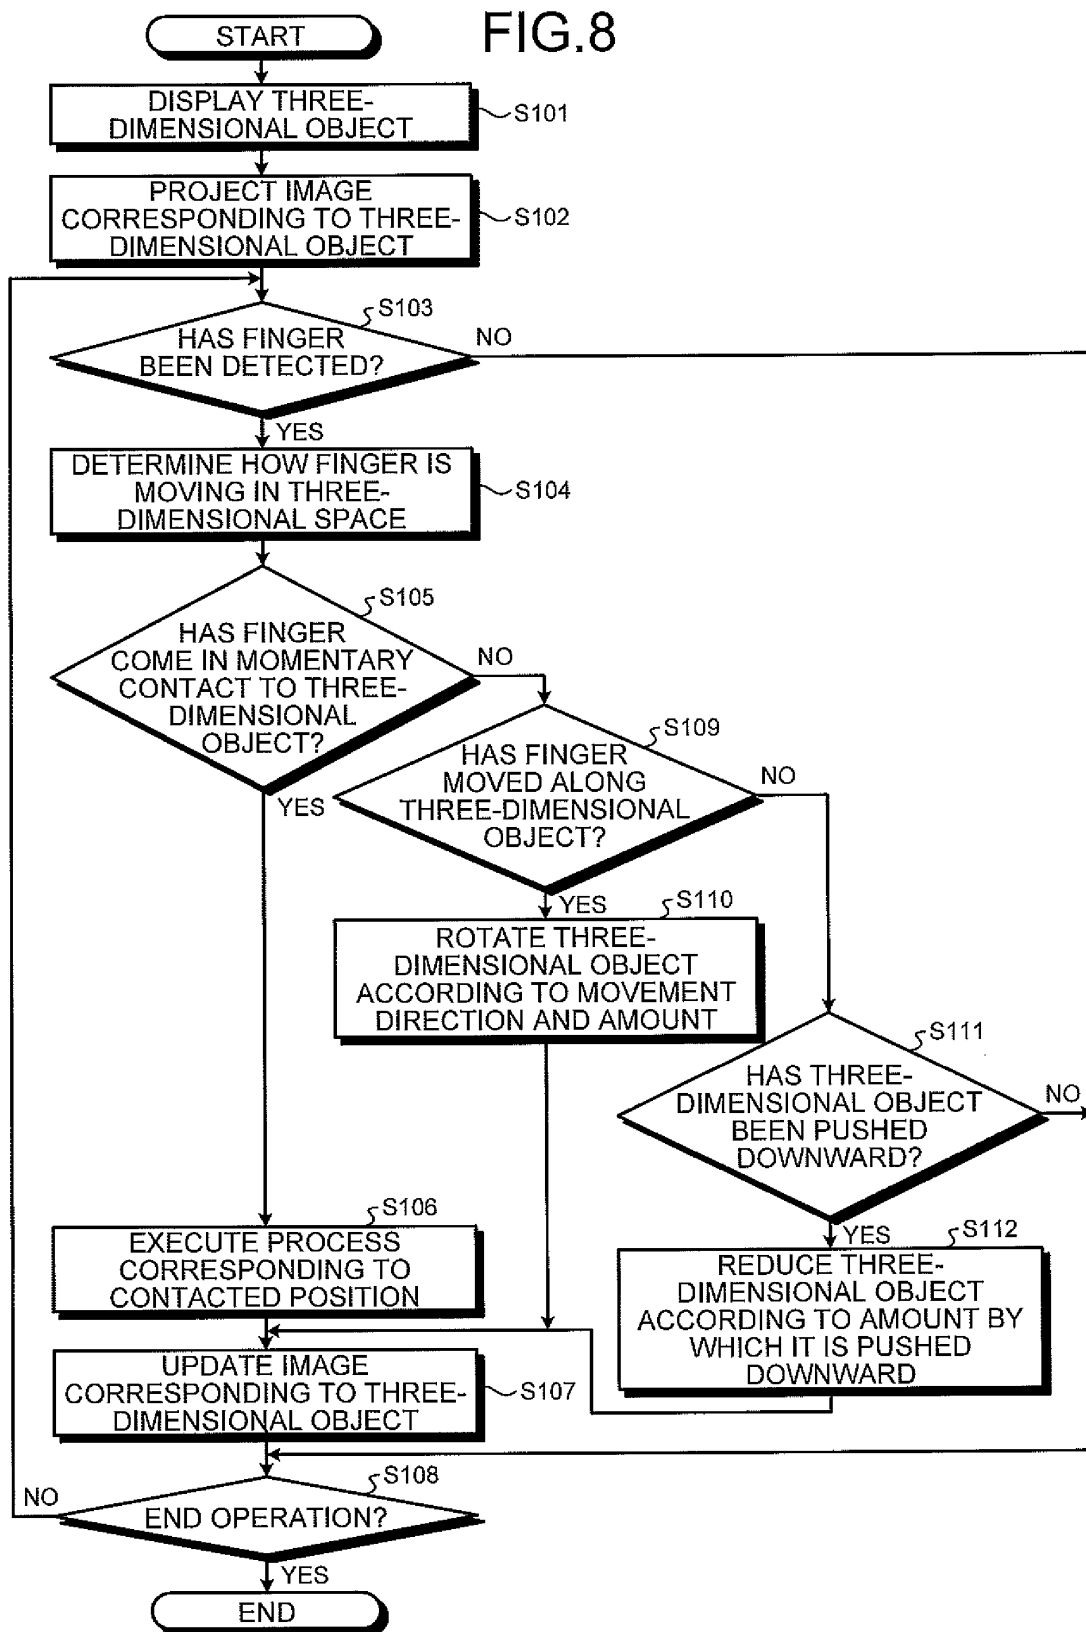 FIG.8
START
DISPLAY THREE-
DIMENSIONAL OBJECT
S101
PROJECT IMAGE
CORRESPONDING TO THREE-
DIMENSIONAL OBJECT
S102
S103
HAS FINGER
BEEN DETECTED?
NO
YES
DETERMINE HOW FINGER IS
MOVING IN THREE-
DIMENSIONAL SPACE
S104
S105
HAS FINGER
COME IN MOMENTARY
CONTACT TO THREE-
DIMENSIONAL
OBJECT?
NO
YES
S109
HAS FINGER
MOVED ALONG
THREE-DIMENSIONAL
OBJECT?
NO
YES
S110
ROTATE THREE-
DIMENSIONAL OBJECT
ACCORDING TO MOVEMENT
DIRECTION AND AMOUNT
S111
HAS THREE-
DIMENSIONAL OBJECT
BEEN PUSHED
DOWNWARD?
NO
YES
S112
REDUCE THREE-
DIMENSIONAL OBJECT
ACCORDING TO AMOUNT BY
WHICH IT IS PUSHED
DOWNWARD
S106
EXECUTE PROCESS
CORRESPONDING TO
CONTACTED POSITION
UPDATE IMAGE
CORRESPONDING TO THREE-
DIMENSIONAL OBJECT
S107
S108
END OPERATION?
NO
YES
END